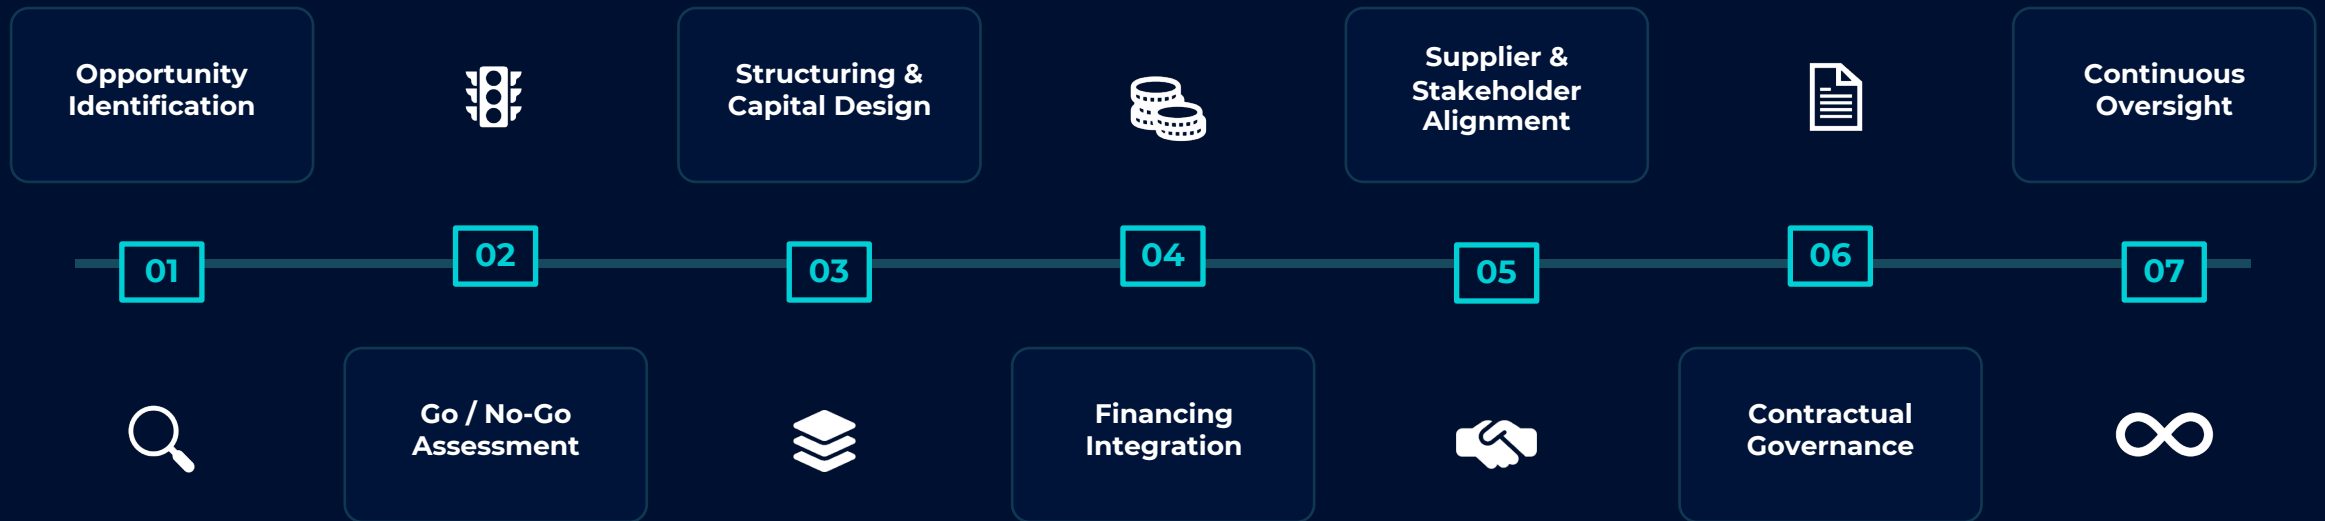 Opportunity
Identification
Structuring &
Capital Design
Supplier &
Stakeholder
Alignment
Continuous
Oversight
01
02
03
04
05
06
07
Go / No-Go
Assessment
Financing
Integration
Contractual
Governance